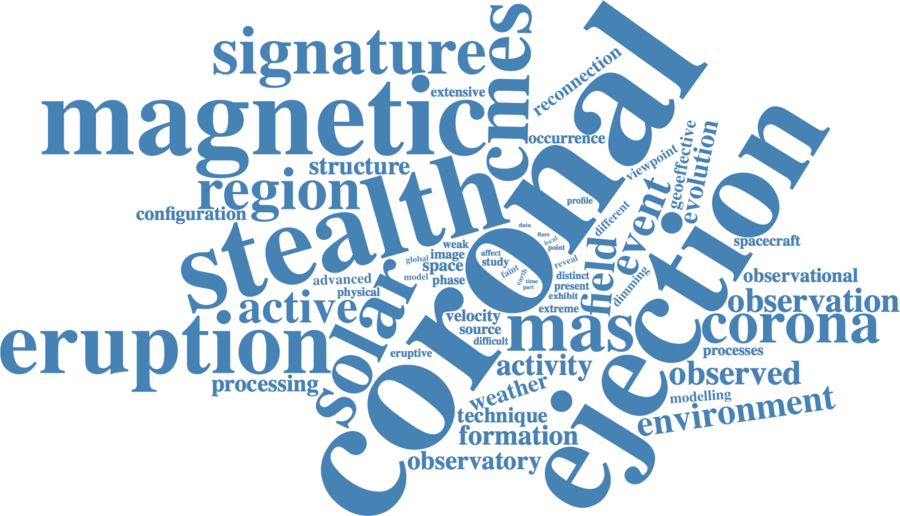 signature
cmes
extensive
reconnection
magnetic
coronal
occurrence
structure
viewpoint
geoeffective
evolution
ejection
region
configuration
stealth
profile
different
event
data
flare
local
point
spacecraft
weak
affect
image
study
global
space
faint
reveal
advanced
model
phase
earth
time
part
distinct
present
exhibit
field
dimming
observational
physical
active
solar
extreme
observation
velocity
source
mas
corona
eruption
difficult
eruptive
processes
processing
activity
observed
weather
modelling
environment
technique
formation
observatory